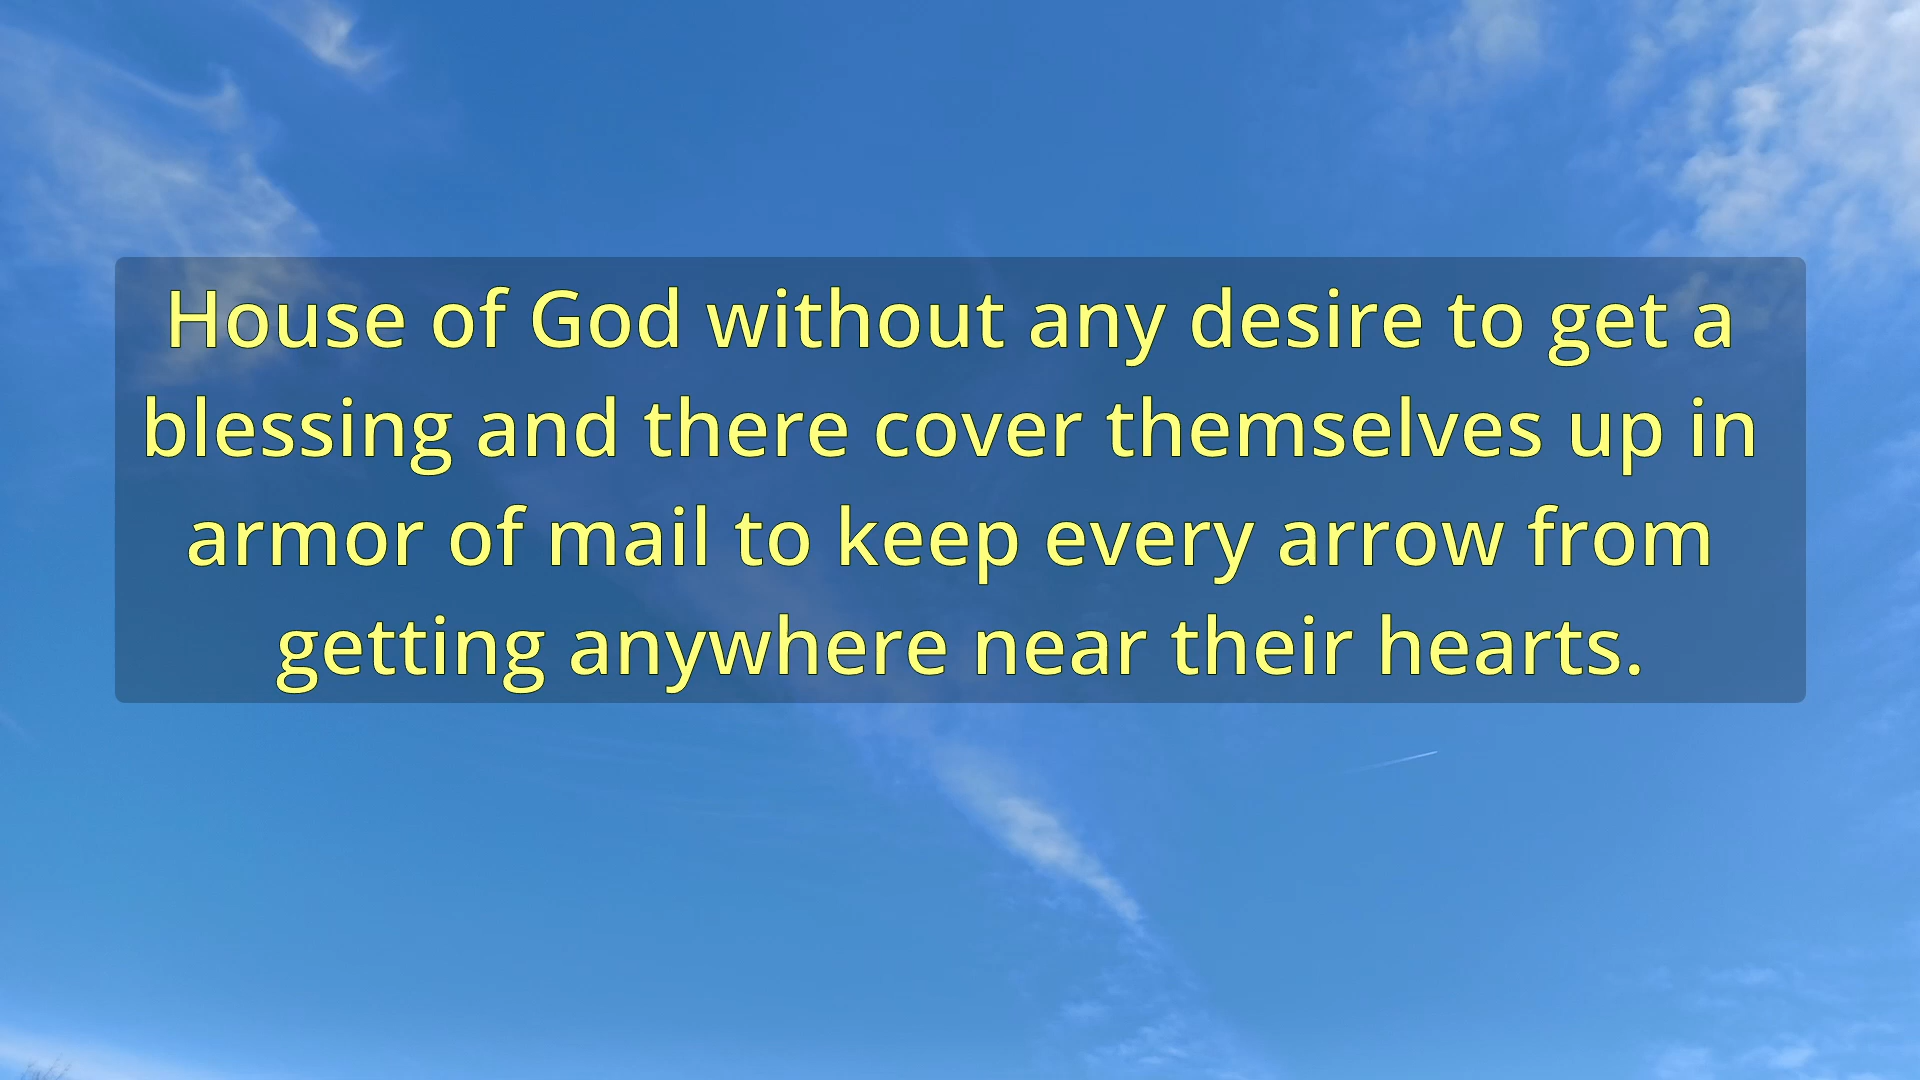 House of God without any desire to get a
blessing and there cover themselves up in
armor of mail to keep every arrow from
getting anywhere near their hearts.